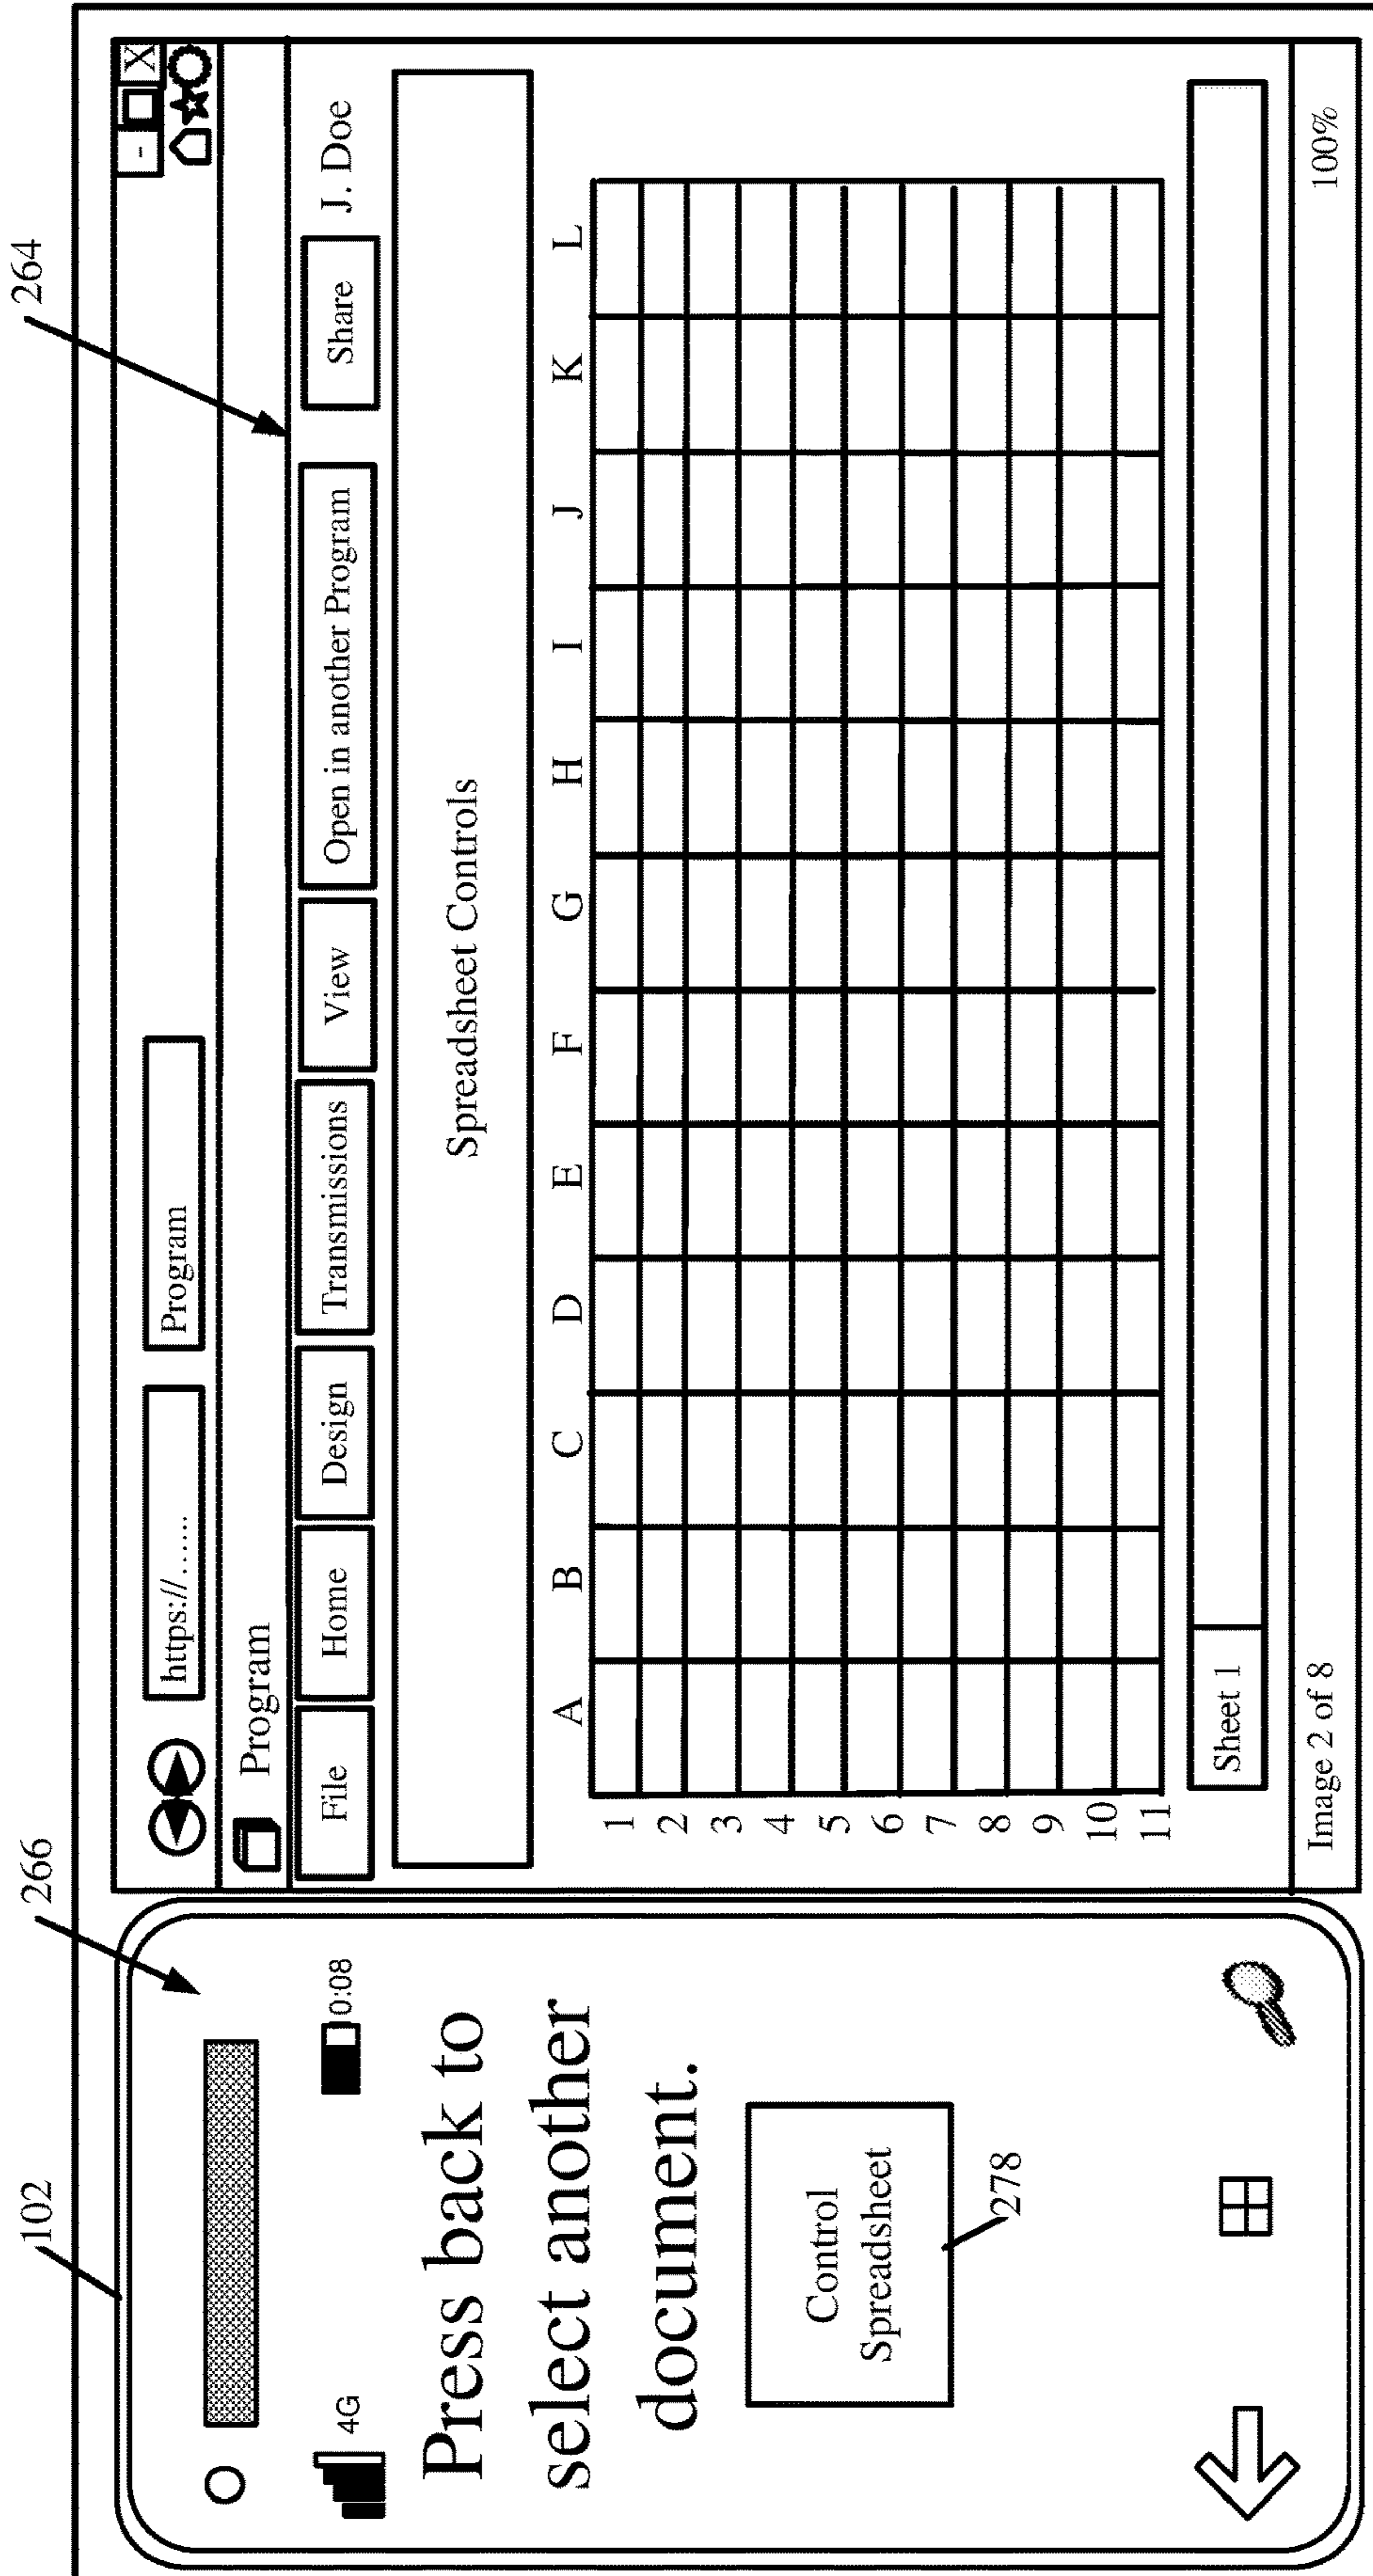 102
266
264
4G
0:08
Press back to
select another
document.
Control
Spreadsheet
278
- X
https://......
Program
Program
File Home Design Transmissions View Open in another Program Share J. Doe
Spreadsheet Controls
A B C D E F G H I J K L
1
2
3
4
5
6
7
8
9
10
11
Sheet 1
Image 2 of 8 100%